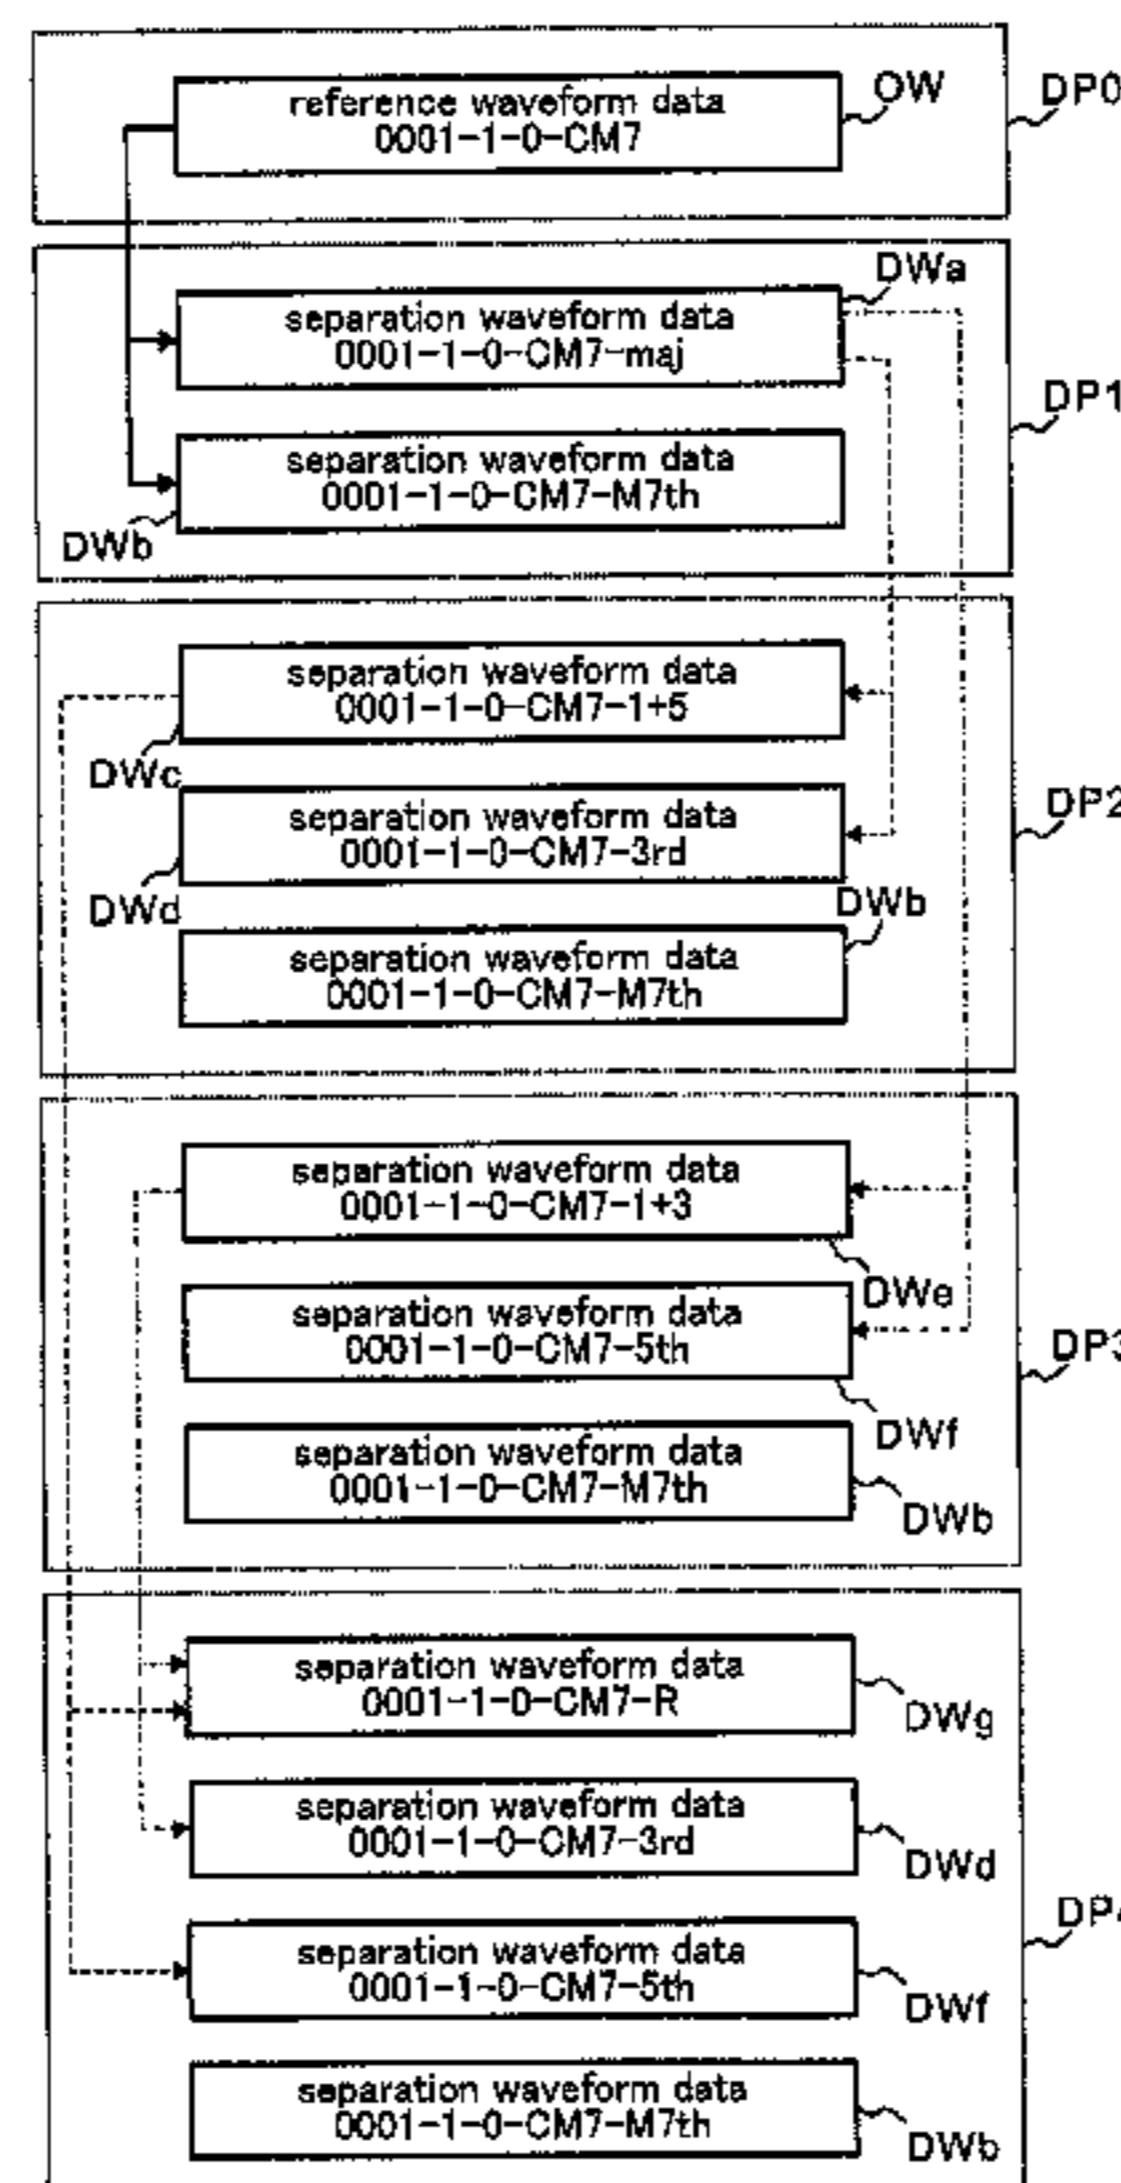 reference waveform data
0001-1-0-CM7
OW
DP0
DWa
separation waveform data
0001-1-0-CM7-maj
DP1
separation waveform data
0001-1-0-CM7-M7th
DWb
separation waveform data
0001-1-0-CM7-1+5
DWc
DP2
separation waveform data
0001-1-0-CM7-3rd
DWd
DWb
separation waveform data
0001-1-0-CM7-M7th
separation waveform data
0001-1-0-CM7-1+3
DWe
separation waveform data
0001-1-0-CM7-5th
DP3
DWf
separation waveform data
0001-1-0-CM7-M7th
DWb
separation waveform data
0001-1-0-CM7-R
DWg
separation waveform data
0001-1-0-CM7-3rd
DWd
DP4
separation waveform data
0001-1-0-CM7-5th
DWf
separation waveform data
0001-1-0-CM7-M7th
DWb